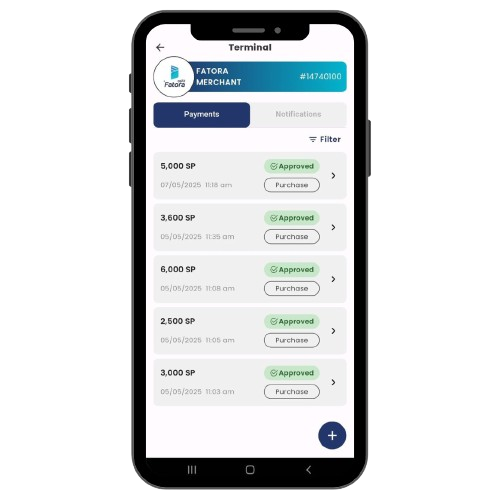 Terminal
Fatora
FATORA
MERCHANT
#14740100
Payments
Notifications
Filter
5,000 SP
Approved
07/05/2025 11:18 am
Purchase
3,600 SP
Approved
05/05/2025 11:35 am
Purchase
6,000 SP
Approved
05/05/2025 11:08 am
Purchase
2,500 SP
Approved
05/05/2025 11:05 am
Purchase
3,000 SP
Approved
05/05/2025 11:03 am
Purchase